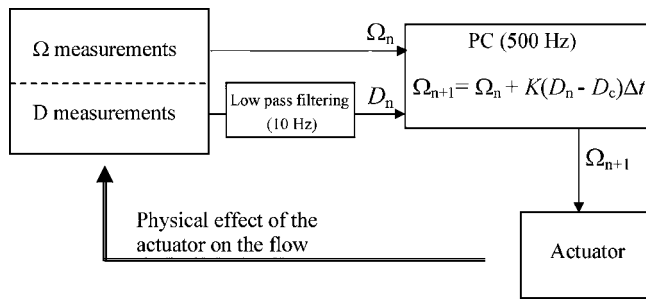 Ω measurements
D measurements
Low pass filtering
(10 Hz)
Ωn
Dn
PC (500 Hz)
Ωn+1= Ωn + K(Dn - Dc)Δt
Ωn+1
Actuator
Physical effect of the
actuator on the flow